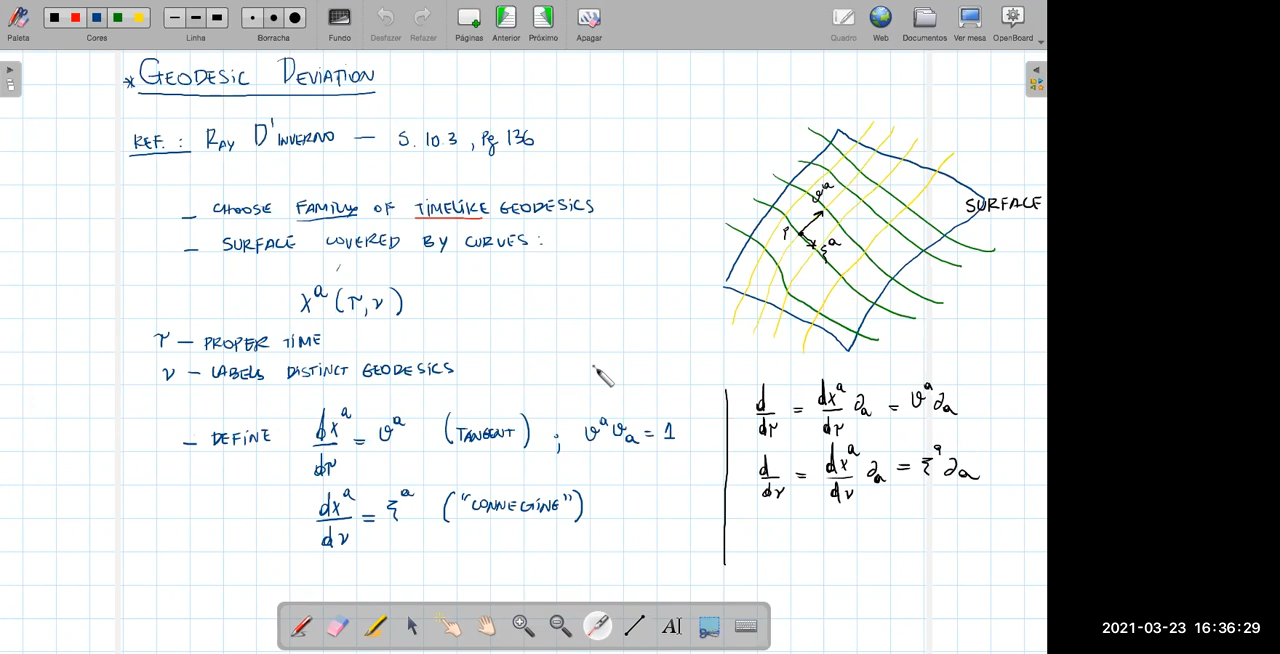 Paleta Cores Linha Borracha Fundo Desfazer Refazer Páginas Anterior Próximo Apagar Quadro Web Documentos Ver mesa OpenBoard
* GEODESIC DEVIATION
REF.: RAY D'INVERNO — S. 10.3, Pg 136
— CHOOSE FAMILY OF TIMELIKE GEODESICS
— SURFACE COVERED BY CURVES:
x^a (τ, ν)
τ — PROPER TIME
ν — LABELS DISTINCT GEODESICS
— DEFINE dx^a/dτ = v^a (TANGENT) ; v^a v_a = 1
dx^a/dν = ξ^a ("CONNECTING")
SURFACE
P v^a
ξ^a
d/dτ = dx^a/dτ ∂_a = v^a ∂_a
d/dν = dx^a/dν ∂_a = ξ^a ∂_a
AI
2021-03-23 16:36:29